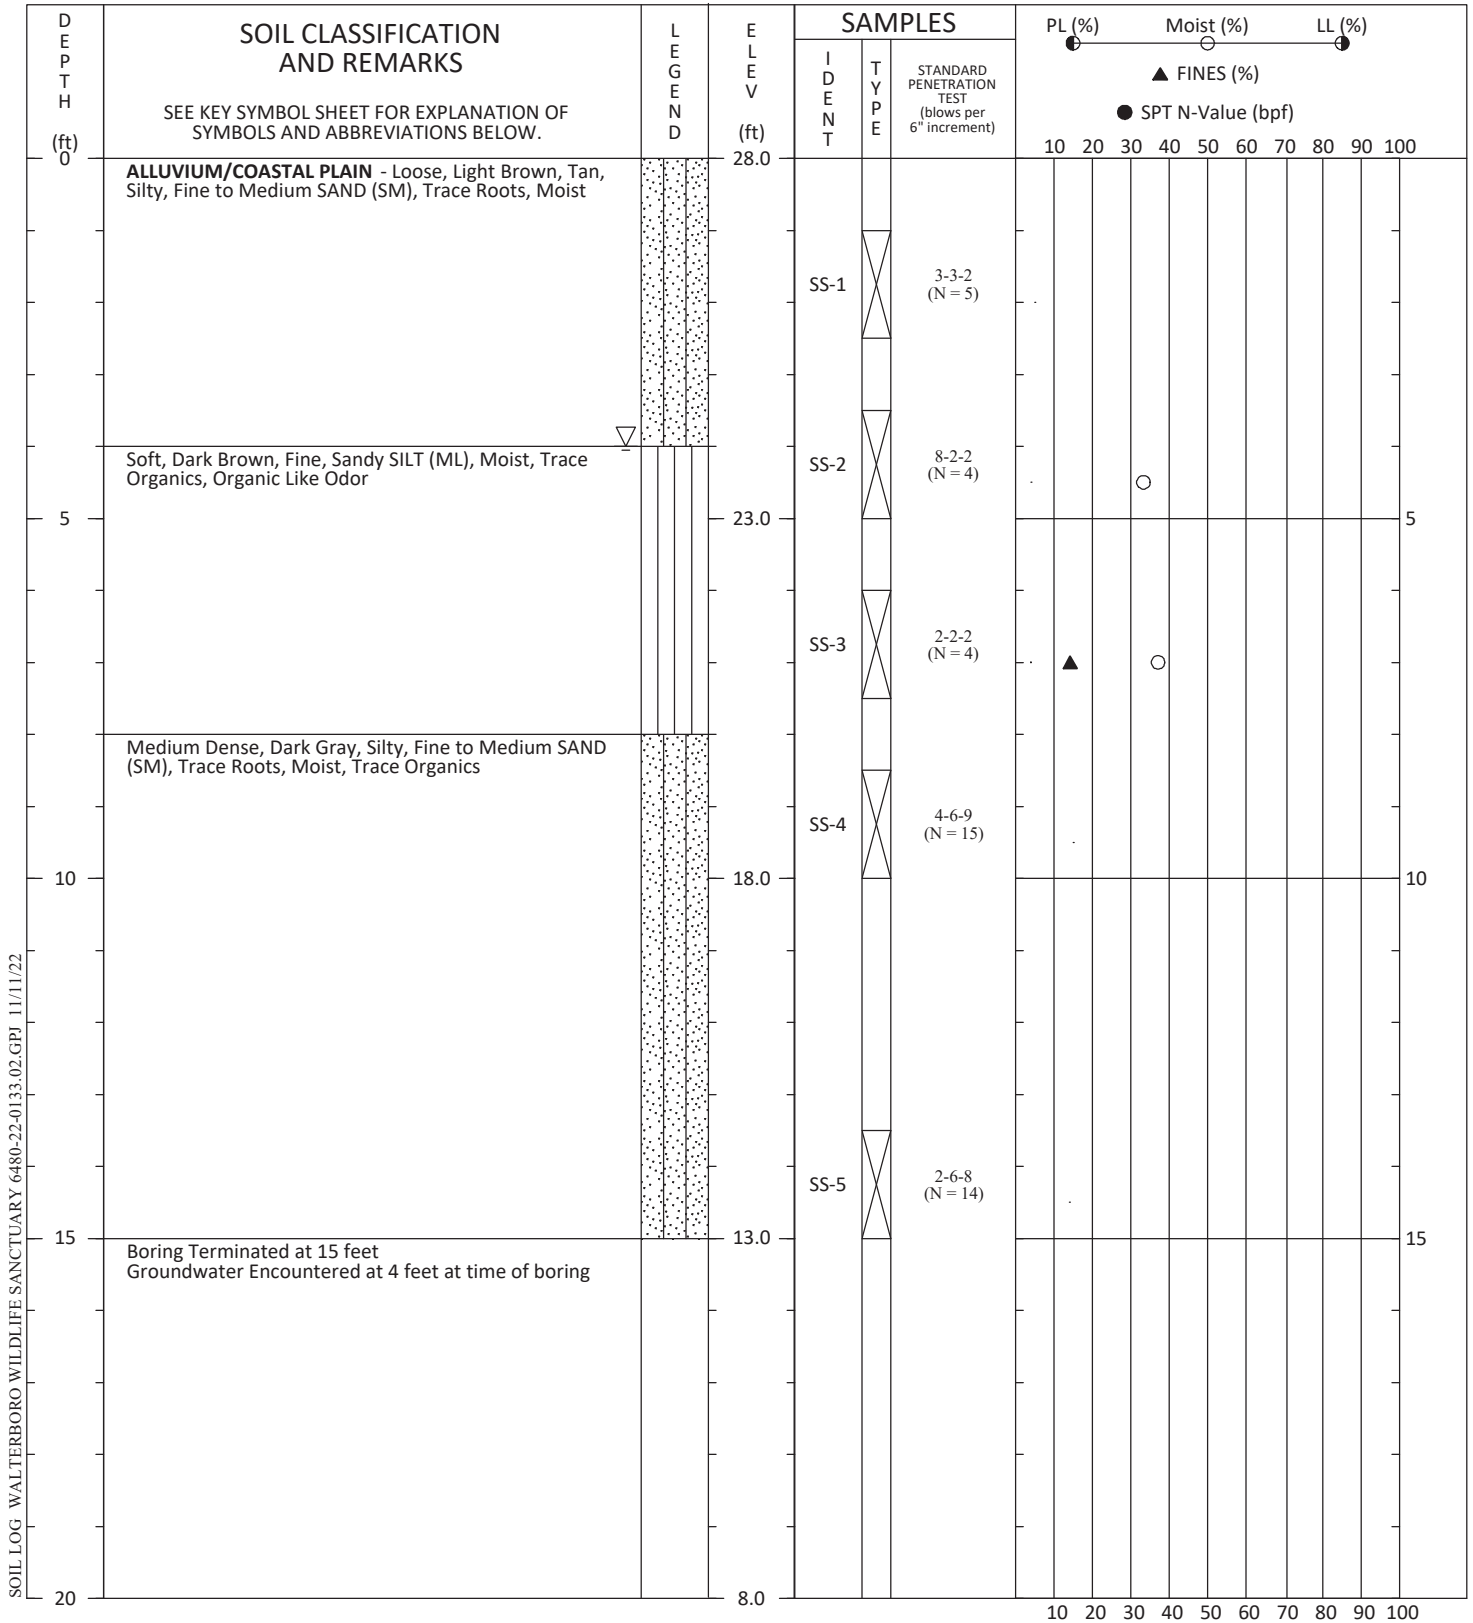 DEPTH
(ft)
SOIL CLASSIFICATION
AND REMARKS
SEE KEY SYMBOL SHEET FOR EXPLANATION OF
SYMBOLS AND ABBREVIATIONS BELOW.
LEGEND
ELEV
(ft)
SAMPLES
IDENT
TYPE
STANDARD
PENETRATION
TEST
(blows per
6" increment)
PL (%) Moist (%) LL (%)
FINES (%)
SPT N-Value (bpf)
10 20 30 40 50 60 70 80 90 100
0
ALLUVIUM/COASTAL PLAIN - Loose, Light Brown, Tan,
Silty, Fine to Medium SAND (SM), Trace Roots, Moist
28.0
SS-1
3-3-2
(N = 5)
Soft, Dark Brown, Fine, Sandy SILT (ML), Moist, Trace
Organics, Organic Like Odor
SS-2
8-2-2
(N = 4)
5
23.0
5
SS-3
2-2-2
(N = 4)
Medium Dense, Dark Gray, Silty, Fine to Medium SAND
(SM), Trace Roots, Moist, Trace Organics
SS-4
4-6-9
(N = 15)
10
18.0
10
SS-5
2-6-8
(N = 14)
15
13.0
15
Boring Terminated at 15 feet
Groundwater Encountered at 4 feet at time of boring
20
8.0
10 20 30 40 50 60 70 80 90 100
SOIL LOG WALTERBORO WILDLIFE SANCTUARY 6480-22-0133.02.GPJ 11/11/22